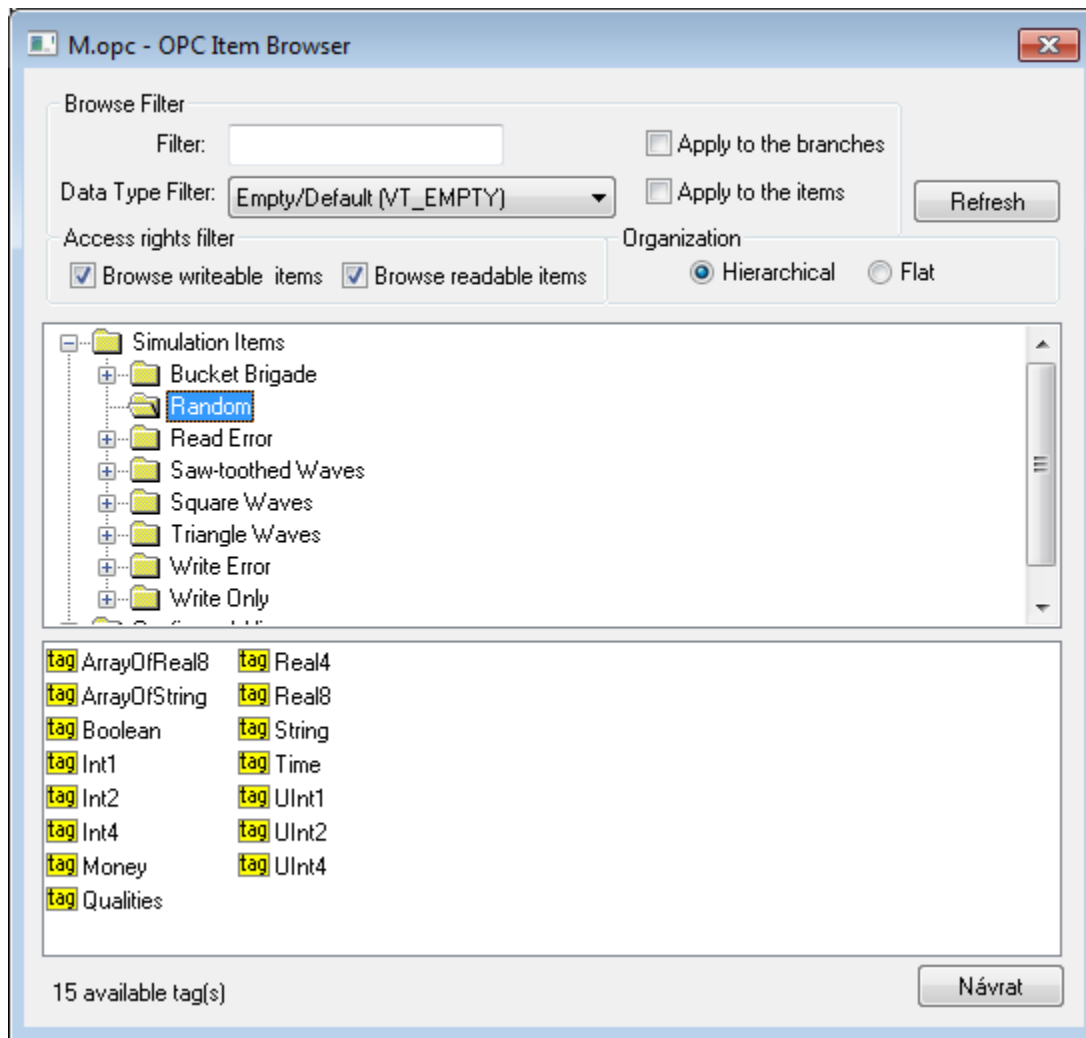 M.opc - OPC Item Browser
Browse Filter
Filter:
Apply to the branches
Data Type Filter:
Empty/Default (VT_EMPTY)
Apply to the items
Refresh
Access rights filter
Organization
Browse writeable items
Browse readable items
Hierarchical
Flat
Simulation Items
Bucket Brigade
Random
Read Error
Saw-toothed Waves
Square Waves
Triangle Waves
Write Error
Write Only
tag ArrayOfReal8
tag ArrayOfString
tag Boolean
tag Int1
tag Int2
tag Int4
tag Money
tag Qualities
tag Real4
tag Real8
tag String
tag Time
tag UInt1
tag UInt2
tag UInt4
15 available tag(s)
Návrat